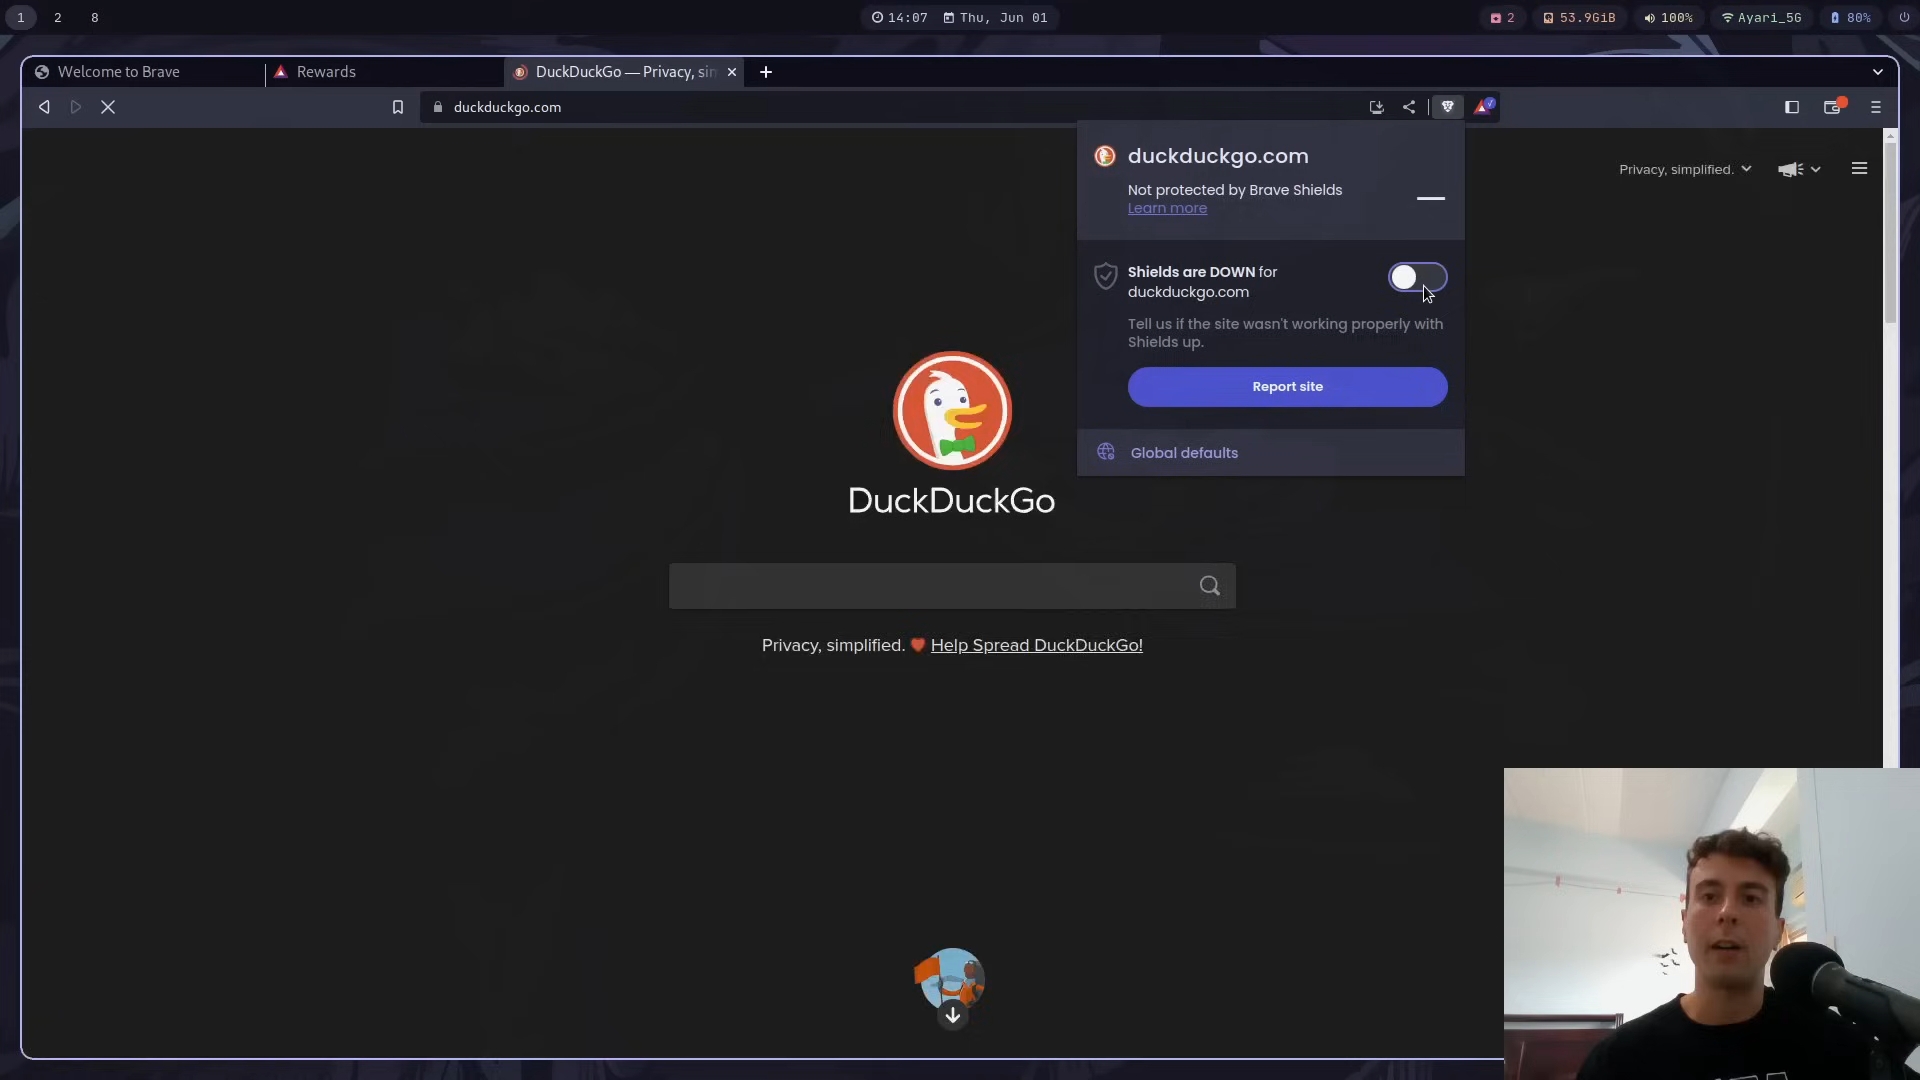 1 2 8 14:07 Thu, Jun 01 2 53.9GiB 100% Ayari_5G 80%
Welcome to Brave Rewards DuckDuckGo — Privacy, sim
duckduckgo.com
duckduckgo.com
Not protected by Brave Shields
Learn more
Privacy, simplified.
Shields are DOWN for
duckduckgo.com
Tell us if the site wasn't working properly with
Shields up.
Report site
Global defaults
DuckDuckGo
Privacy, simplified. Help Spread DuckDuckGo!